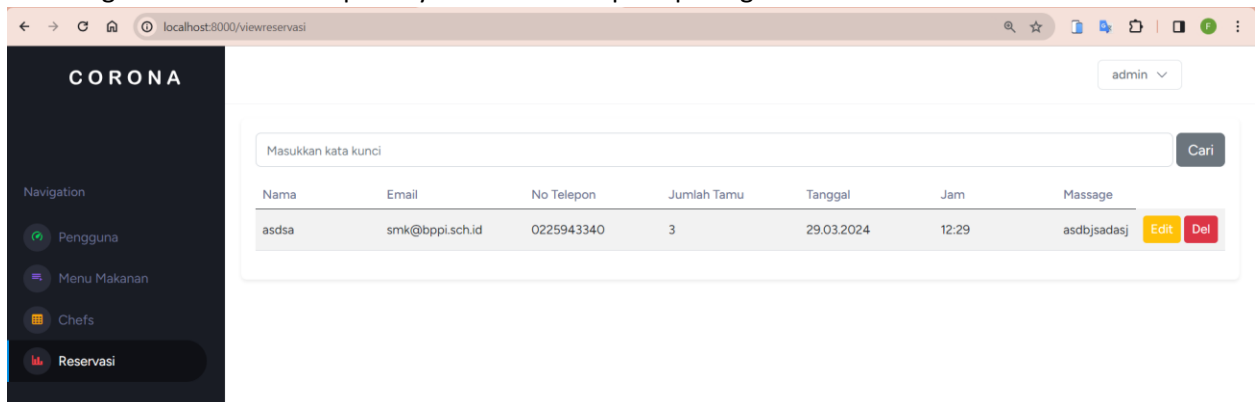 localhost:8000/viewreservasi
F
CORONA
admin
Masukkan kata kunci
Cari
Navigation
Nama Email No Telepon Jumlah Tamu Tanggal Jam Massage
asdsa smk@bppi.sch.id 0225943340 3 29.03.2024 12:29 asdbjsadasj Edit Del
Pengguna
Menu Makanan
Chefs
Reservasi